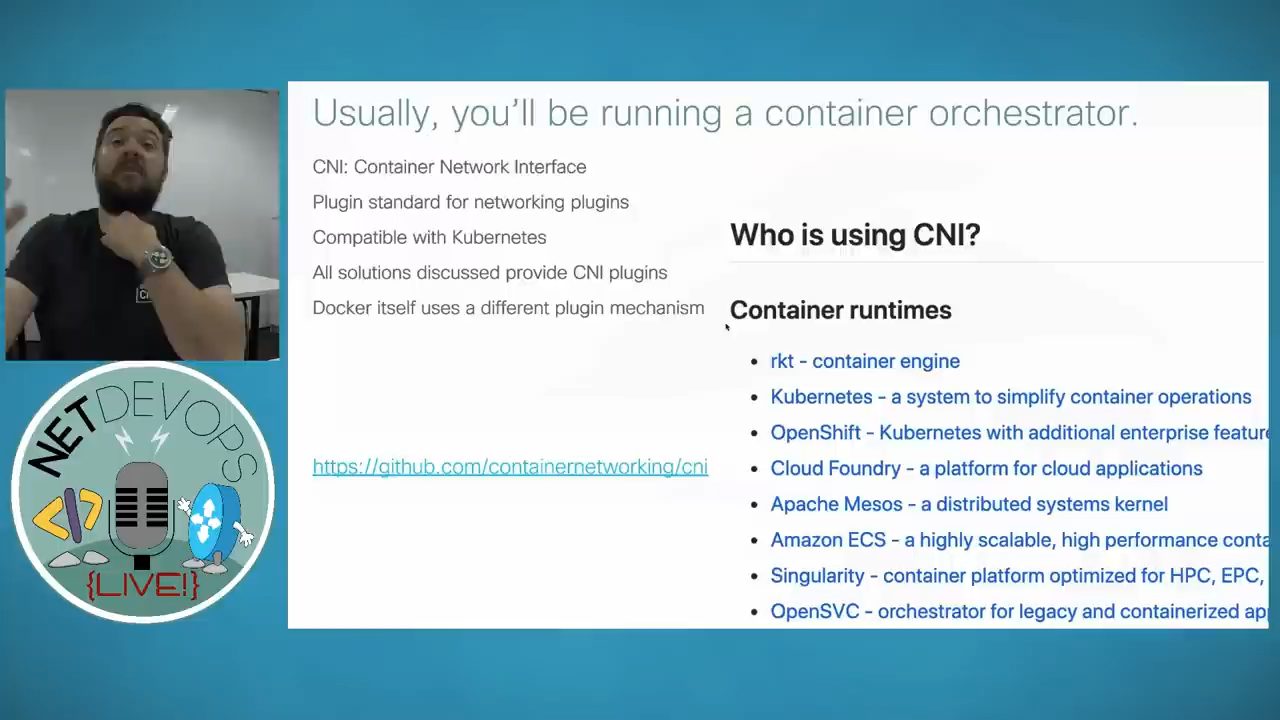 Usually, you'll be running a container orchestrator.
CNI: Container Network Interface
Plugin standard for networking plugins
Compatible with Kubernetes
All solutions discussed provide CNI plugins
Docker itself uses a different plugin mechanism
https://github.com/containernetworking/cni
Who is using CNI?
Container runtimes
• rkt - container engine
• Kubernetes - a system to simplify container operations
• OpenShift - Kubernetes with additional enterprise feature
• Cloud Foundry - a platform for cloud applications
• Apache Mesos - a distributed systems kernel
• Amazon ECS - a highly scalable, high performance conta
• Singularity - container platform optimized for HPC, EPC,
• OpenSVC - orchestrator for legacy and containerized ap
NETDEVOPS
</>
{LIVE!}